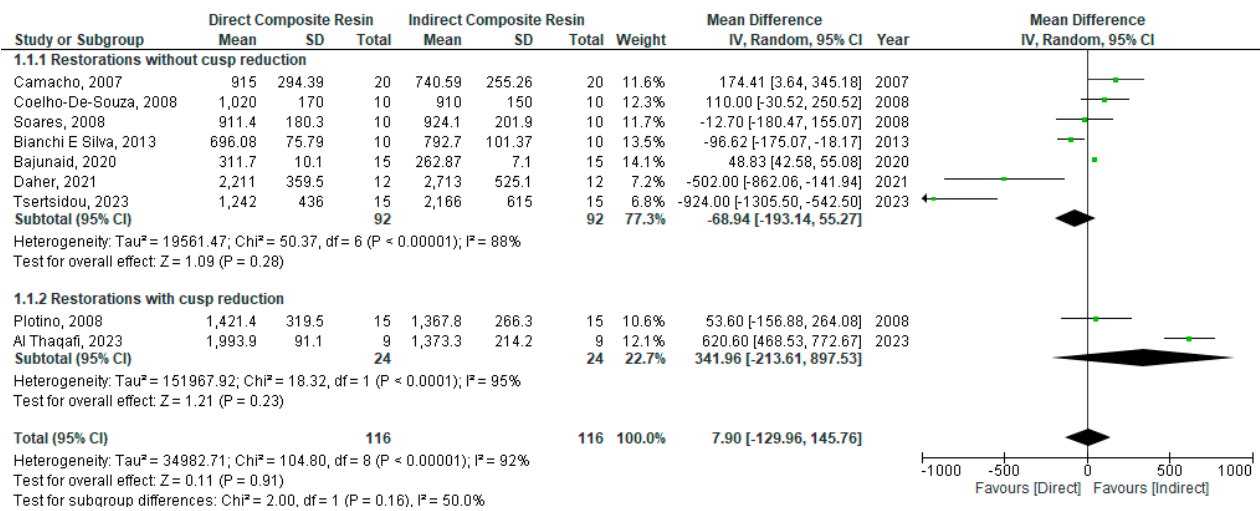 Direct Composite Resin Indirect Composite Resin Mean Difference Mean Difference
Study or Subgroup Mean SD Total Mean SD Total Weight IV, Random, 95% CI Year IV, Random, 95% CI
1.1.1 Restorations without cusp reduction
Camacho, 2007 915 294.39 20 740.59 255.26 20 11.6% 174.41 [3.64, 345.18] 2007
Coelho-De-Souza, 2008 1,020 170 10 910 150 10 12.3% 110.00 [-30.52, 250.52] 2008
Soares, 2008 911.4 180.3 10 924.1 201.9 10 11.7% -12.70 [-180.47, 155.07] 2008
Bianchi E Silva, 2013 696.08 75.79 10 792.7 101.37 10 13.5% -96.62 [-175.07, -18.17] 2013
Bajunaid, 2020 311.7 10.1 15 262.87 7.1 15 14.1% 48.83 [42.58, 55.08] 2020
Daher, 2021 2,211 359.5 12 2,713 525.1 12 7.2% -502.00 [-862.06, -141.94] 2021
Tsertsidou, 2023 1,242 436 15 2,166 615 15 6.8% -924.00 [-1305.50, -542.50] 2023
Subtotal (95% CI) 92 92 77.3% -68.94 [-193.14, 55.27]
Heterogeneity: Tau² = 19561.47; Chi² = 50.37, df = 6 (P < 0.00001); I² = 88%
Test for overall effect: Z = 1.09 (P = 0.28)
1.1.2 Restorations with cusp reduction
Plotino, 2008 1,421.4 319.5 15 1,367.8 266.3 15 10.6% 53.60 [-156.88, 264.08] 2008
Al Thaqafi, 2023 1,993.9 91.1 9 1,373.3 214.2 9 12.1% 620.60 [468.53, 772.67] 2023
Subtotal (95% CI) 24 24 22.7% 341.96 [-213.61, 897.53]
Heterogeneity: Tau² = 151967.92; Chi² = 18.32, df = 1 (P < 0.0001); I² = 95%
Test for overall effect: Z = 1.21 (P = 0.23)
Total (95% CI) 116 116 100.0% 7.90 [-129.96, 145.76]
Heterogeneity: Tau² = 34982.71; Chi² = 104.80, df = 8 (P < 0.00001); I² = 92%
Test for overall effect: Z = 0.11 (P = 0.91)
Test for subgroup differences: Chi² = 2.00, df = 1 (P = 0.16), I² = 50.0%
-1000 -500 0 500 1000
Favours [Direct] Favours [Indirect]